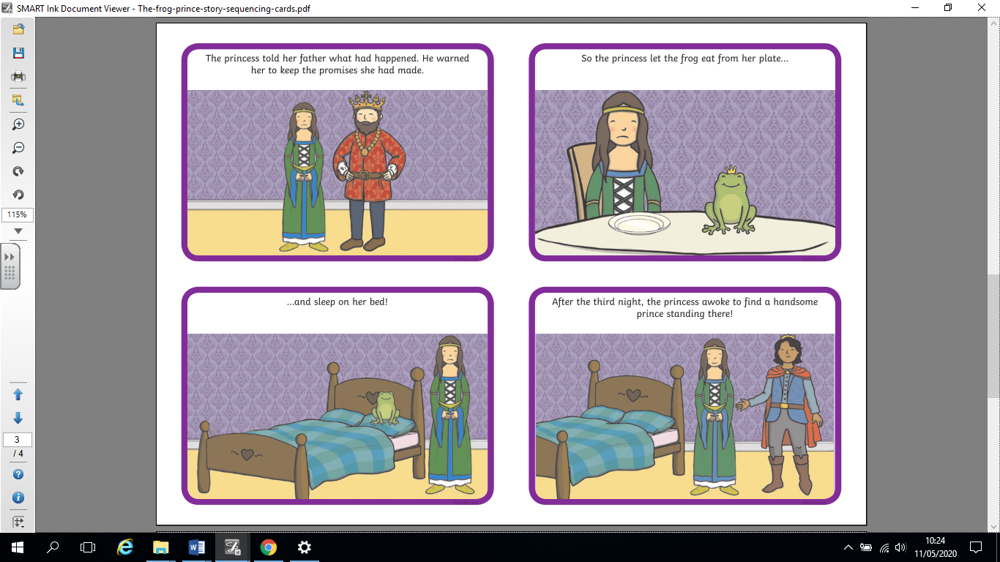 SMART Ink Document Viewer - The-frog-prince-story-sequencing-cards.pdf
The princess told her father what had happened. He warned
her to keep the promises she had made.
So the princess let the frog eat from her plate...
115%
...and sleep on her bed!
After the third night, the princess awoke to find a handsome
prince standing there!
3
/ 4
10:24
11/05/2020